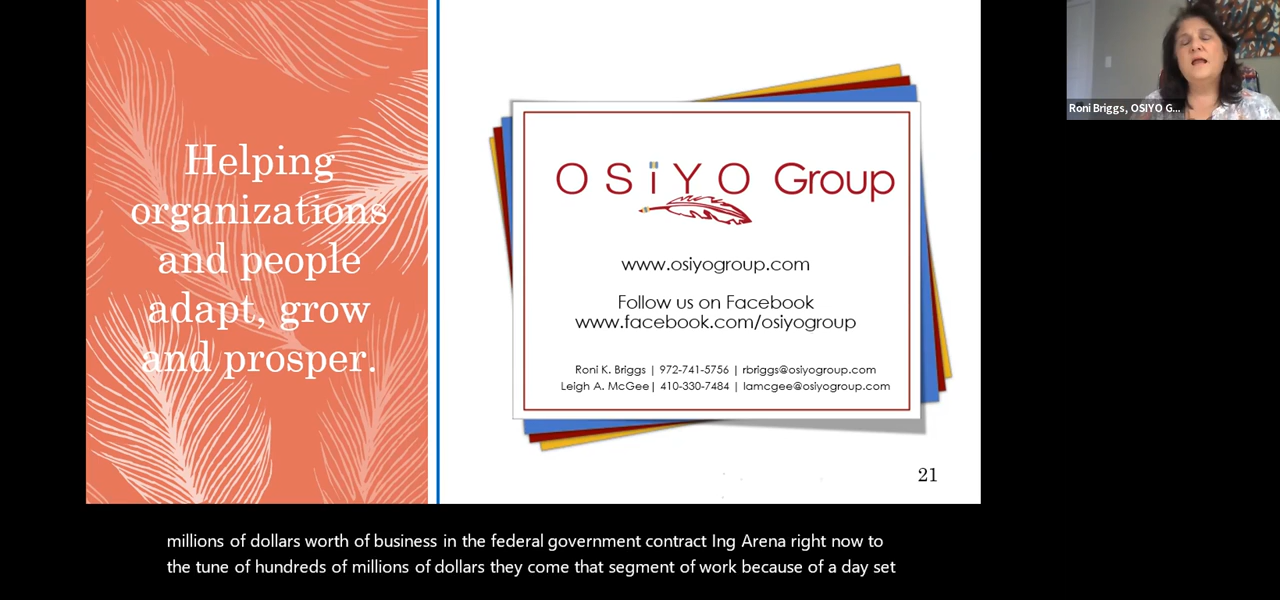 Helping
organizations
and people
adapt, grow
and prosper.
OSiYO Group
www.osiyogroup.com
Follow us on Facebook
www.facebook.com/osiyogroup
Roni K. Briggs | 972-741-5756 | rbriggs@osiyogroup.com
Leigh A. McGee| 410-330-7484 | lamcgee@osiyogroup.com
21
Roni Briggs, OSIYO G...
millions of dollars worth of business in the federal government contract Ing Arena right now to
the tune of hundreds of millions of dollars they come that segment of work because of a day set